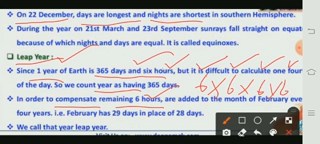 On 22 December, days are longest and nights are shortest in southern Hemisphere.
During the year on 21st March and 23rd September sunrays fall straight on equator
because of which nights and days are equal. It is called equinoxes.
Leap Year :
Since 1 year of Earth is 365 days and six hours, but it is difficult to calculate one fourth
of the day. So we count year as having 365 days.
6 x 6 x 6 x 6
In order to compensate remaining 6 hours, are added to the month of February every
four years. i.e. February has 29 days in place of 28 days.
We call that year leap year.